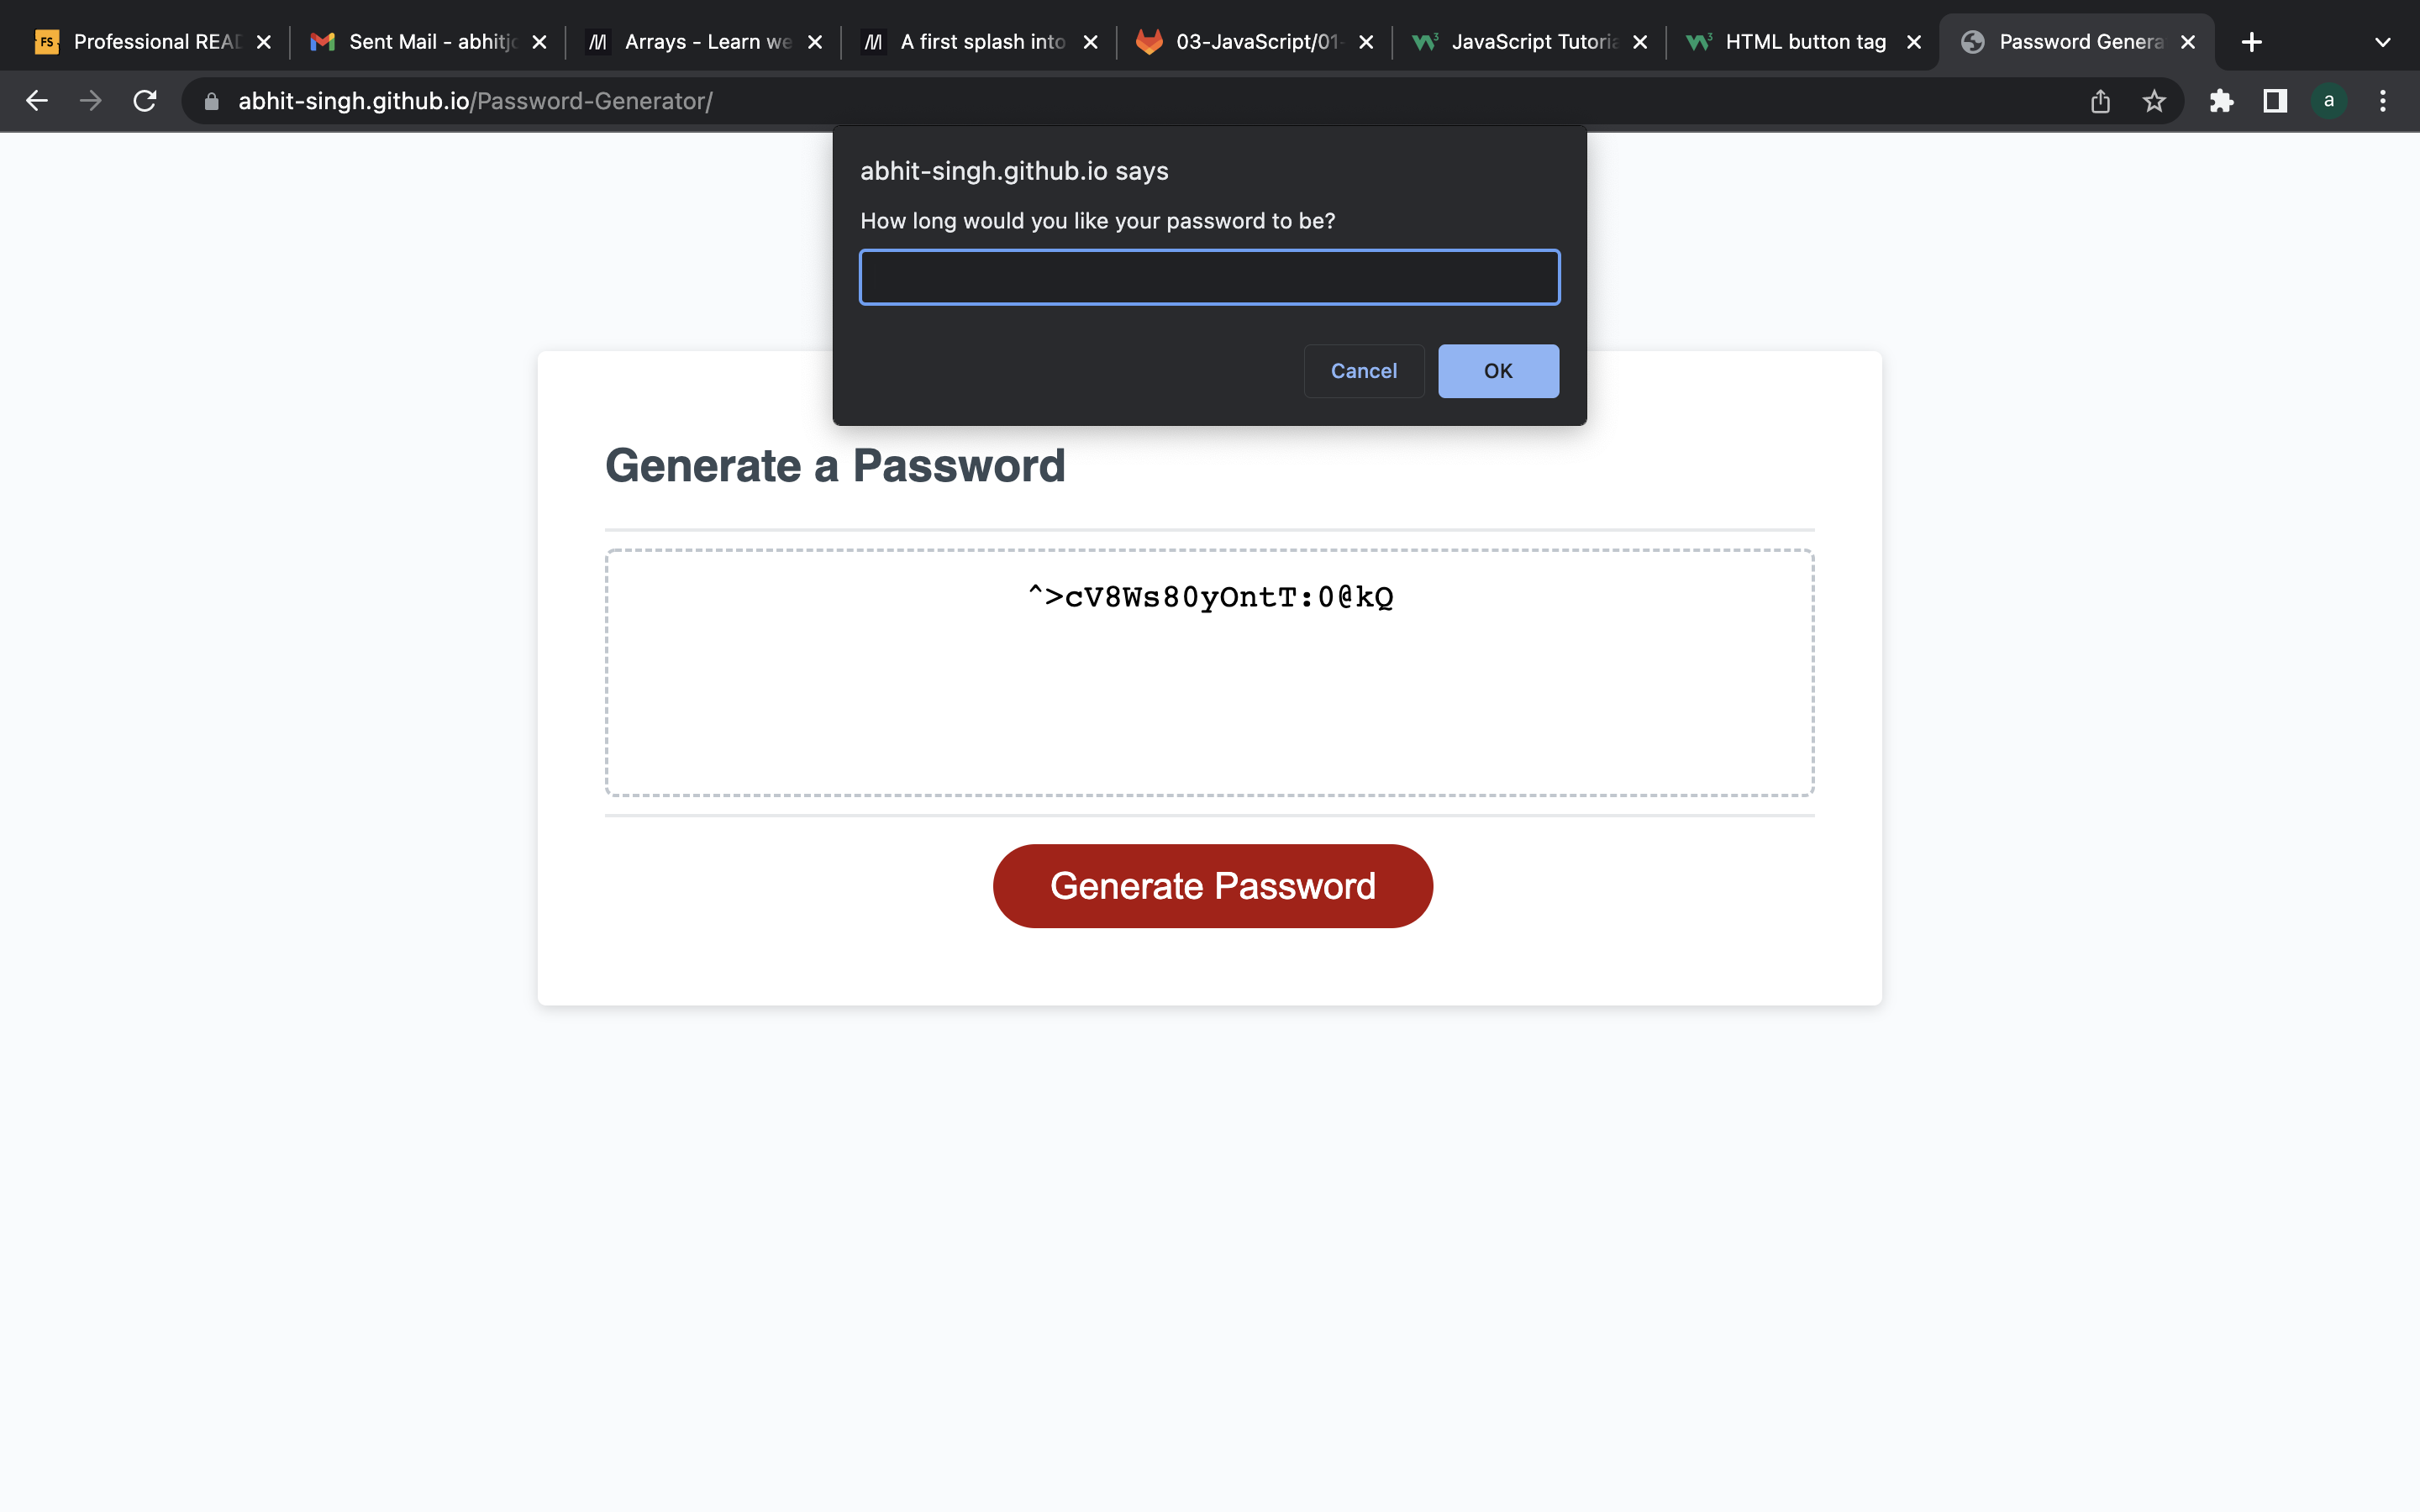 FS Professional READ
Sent Mail - abhitjo
Arrays - Learn we
A first splash into
03-JavaScript/01-
JavaScript Tutoria
HTML button tag
Password Genera
abhit-singh.github.io/Password-Generator/
a
abhit-singh.github.io says
How long would you like your password to be?
Cancel
OK
Generate a Password
^>cV8Ws80yOntT:0@kQ
Generate Password